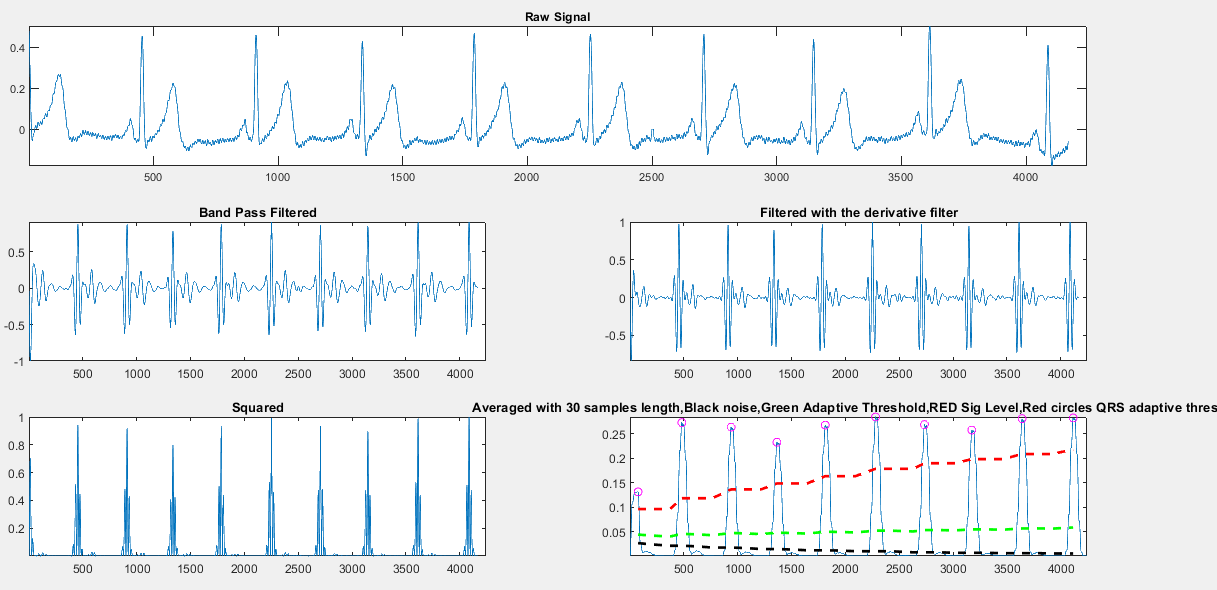 Raw Signal
0.4
0.2
0
500 1000 1500 2000 2500 3000 3500 4000
Band Pass Filtered
0.5
0
-0.5
-1
500 1000 1500 2000 2500 3000 3500 4000
Filtered with the derivative filter
1
0.5
0
-0.5
500 1000 1500 2000 2500 3000 3500 4000
Squared
1
0.8
0.6
0.4
0.2
500 1000 1500 2000 2500 3000 3500 4000
Averaged with 30 samples length,Black noise,Green Adaptive Threshold,RED Sig Level,Red circles QRS adaptive thres
0.25
0.2
0.15
0.1
0.05
500 1000 1500 2000 2500 3000 3500 4000